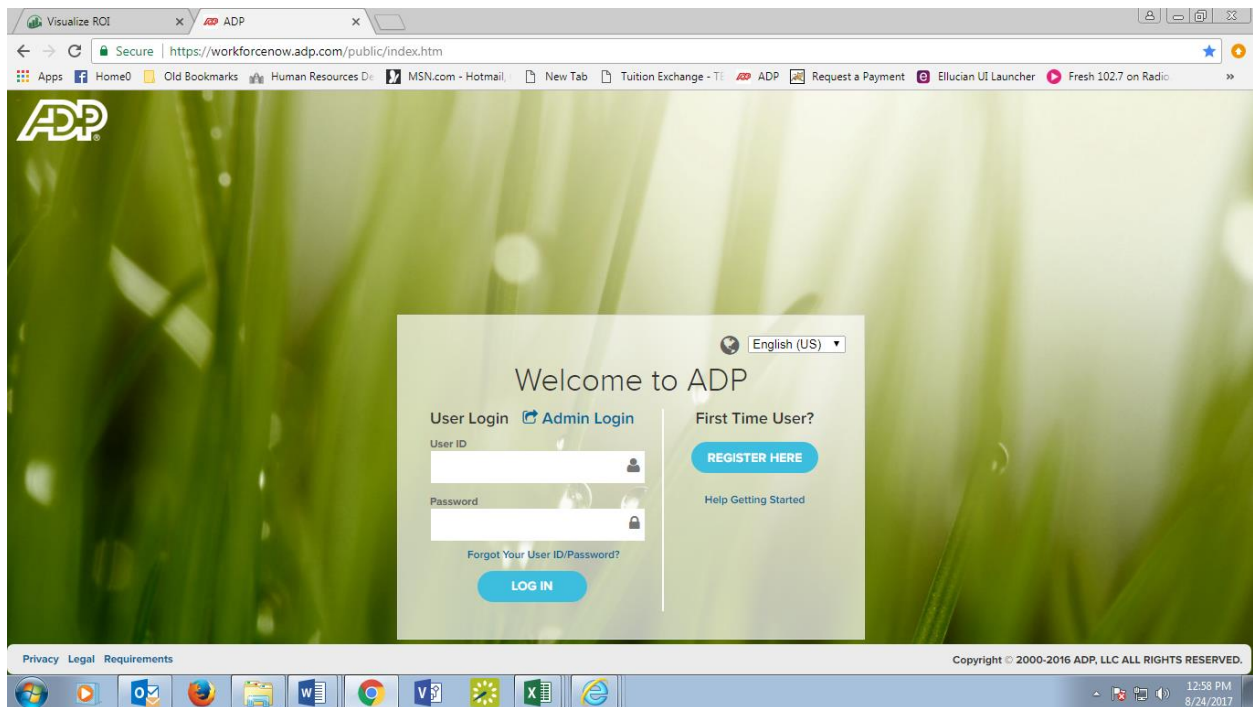 Visualize ROI
ADP
Secure | https://workforcenow.adp.com/public/index.htm
Apps Home0 Old Bookmarks Human Resources De MSN.com - Hotmail, New Tab Tuition Exchange - TE ADP Request a Payment Ellucian UI Launcher Fresh 102.7 on Radio »
ADP
English (US)
Welcome to ADP
User Login Admin Login
First Time User?
User ID
REGISTER HERE
Password
Help Getting Started
Forgot Your User ID/Password?
LOG IN
Privacy Legal Requirements
Copyright © 2000-2016 ADP, LLC ALL RIGHTS RESERVED.
12:58 PM
8/24/2017